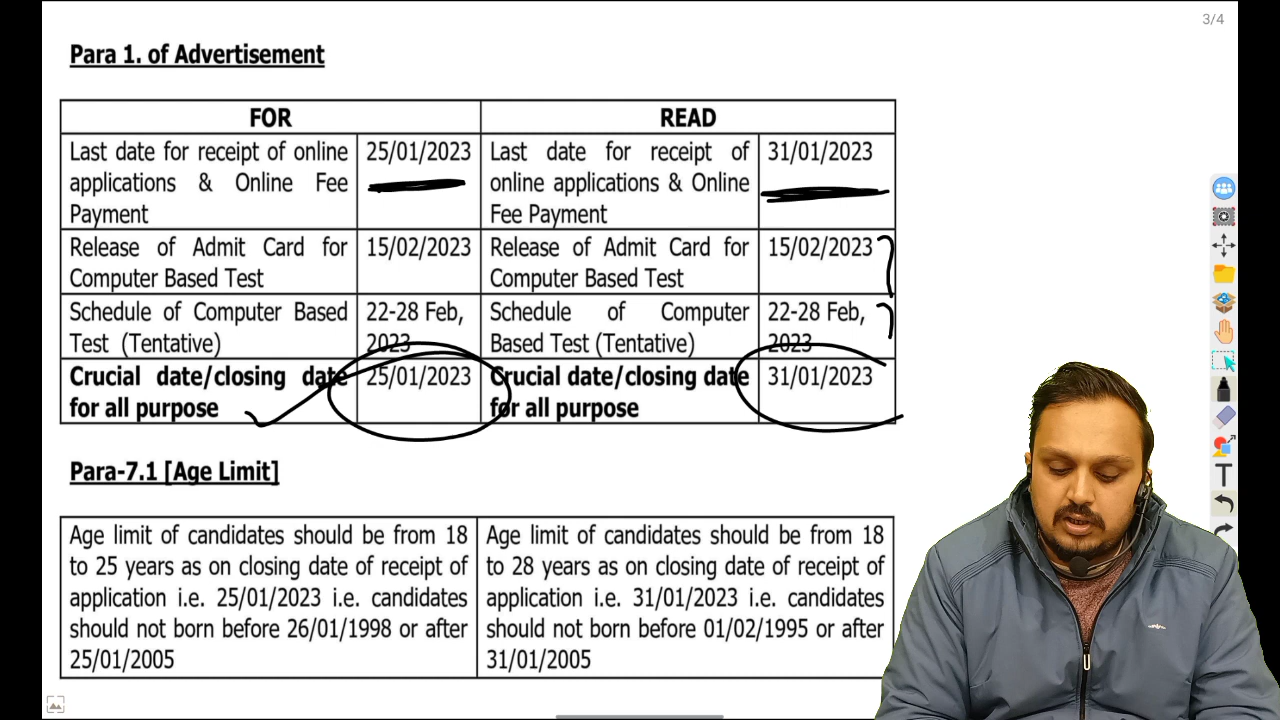 3/4
Para 1. of Advertisement
FOR READ
Last date for receipt of online applications & Online Fee Payment 25/01/2023 Last date for receipt of online applications & Online Fee Payment 31/01/2023
Release of Admit Card for Computer Based Test 15/02/2023 Release of Admit Card for Computer Based Test 15/02/2023
Schedule of Computer Based Test (Tentative) 22-28 Feb, 2023 Schedule of Computer Based Test (Tentative) 22-28 Feb, 2023
Crucial date/closing date for all purpose 25/01/2023 Crucial date/closing date for all purpose 31/01/2023
Para-7.1 [Age Limit]
Age limit of candidates should be from 18
to 25 years as on closing date of receipt of
application i.e. 25/01/2023 i.e. candidates
should not born before 26/01/1998 or after
25/01/2005
Age limit of candidates should be from 18
to 28 years as on closing date of receipt of
application i.e. 31/01/2023 i.e. candidates
should not born before 01/02/1995 or after
31/01/2005
T